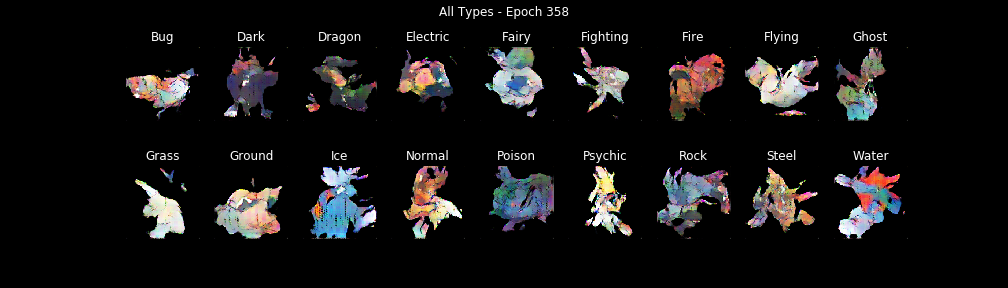 All Types - Epoch 358
Bug Dark Dragon Electric Fairy Fighting Fire Flying Ghost
Grass Ground Ice Normal Poison Psychic Rock Steel Water